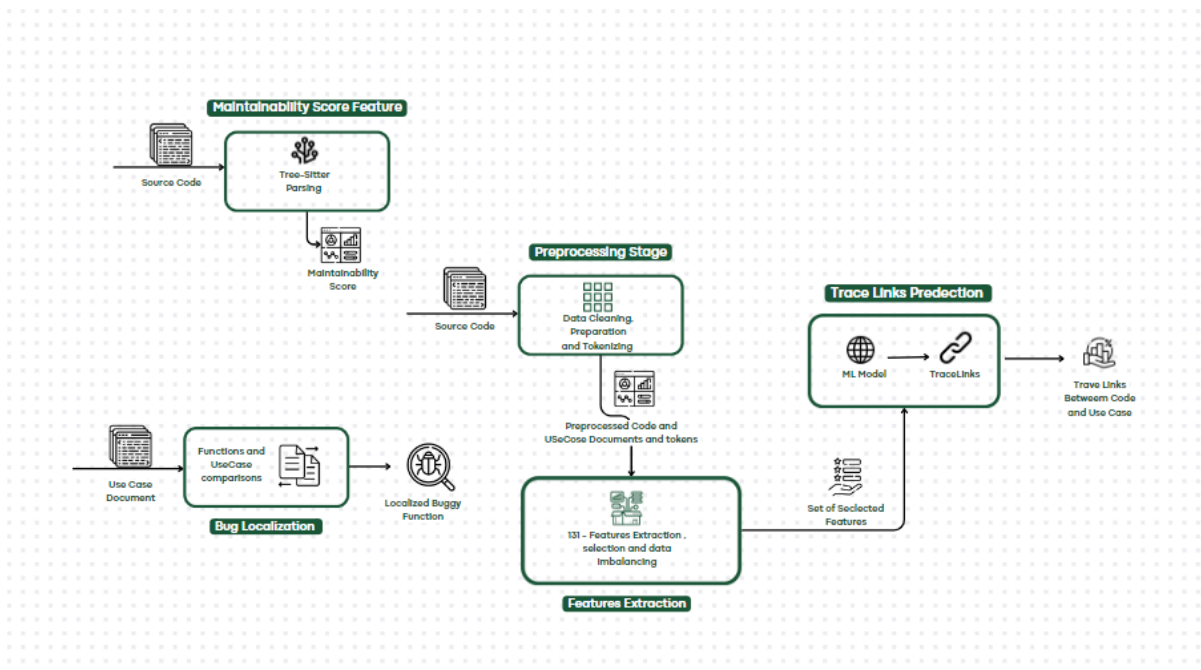 Maintainability Score Feature
Source Code
Tree-Sitter
Parsing
Maintainability
Score
Preprocessing Stage
Source Code
Data Cleaning,
Preparation
and Tokenizing
Preprocessed Code and
USeCose Documents and tokens
Trace Links Predection
ML Model
TraceLinks
Trave Links
Betweem Code
and Use Case
Use Case
Document
Functions and
UseCase
comparisons
Localized Buggy
Function
Bug Localization
131 - Features Extraction ,
selection and data
Imbalancing
Features Extraction
Set of Seclected
Features